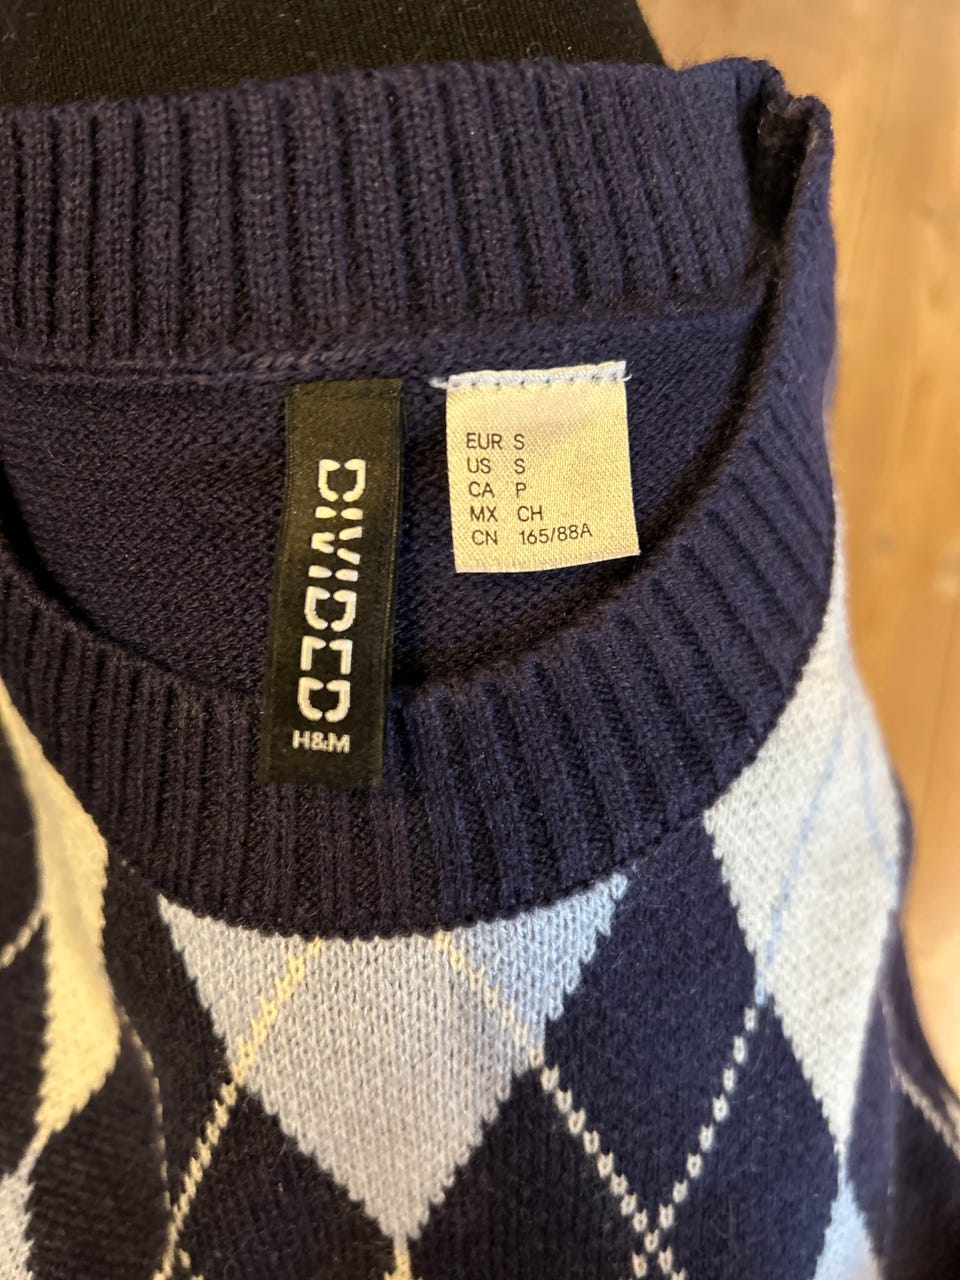 DIVIDED
H&M
EUR S
US S
CA P
MX CH
CN 165/88A